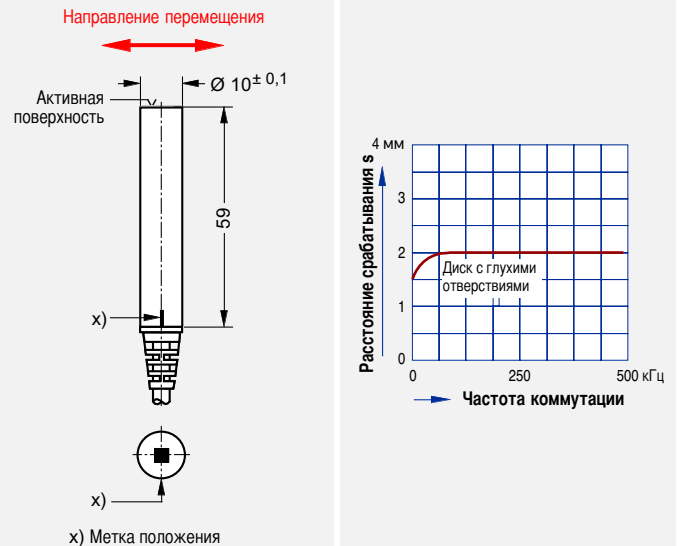 Направление перемещения
Ø 10± 0,1
Активная
поверхность
59
x)
x)
x) Метка положения
4 мм
3
2
1
0
Расстояние срабатывания s
Диск с глухими
отверствиями
0
250
500 кГц
Частота коммутации